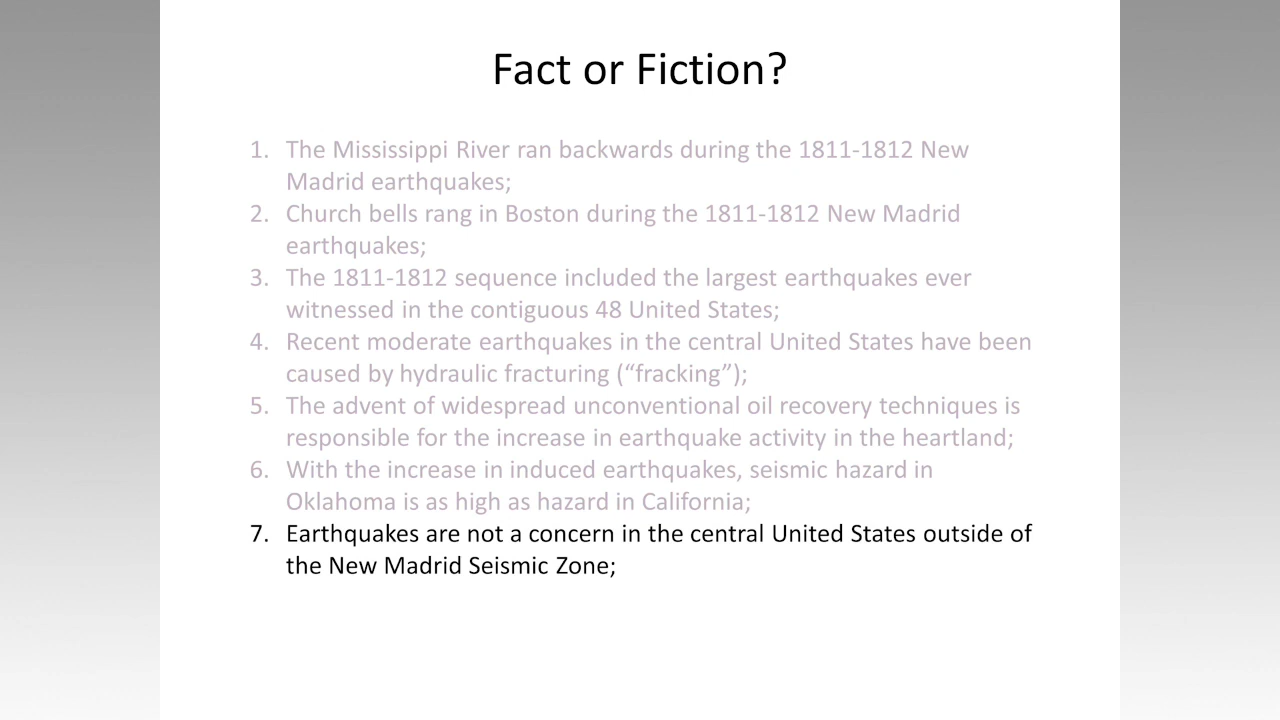 Fact or Fiction?
1. The Mississippi River ran backwards during the 1811-1812 New
Madrid earthquakes;
2. Church bells rang in Boston during the 1811-1812 New Madrid
earthquakes;
3. The 1811-1812 sequence included the largest earthquakes ever
witnessed in the contiguous 48 United States;
4. Recent moderate earthquakes in the central United States have been
caused by hydraulic fracturing (“fracking”);
5. The advent of widespread unconventional oil recovery techniques is
responsible for the increase in earthquake activity in the heartland;
6. With the increase in induced earthquakes, seismic hazard in
Oklahoma is as high as hazard in California;
7. Earthquakes are not a concern in the central United States outside of
the New Madrid Seismic Zone;